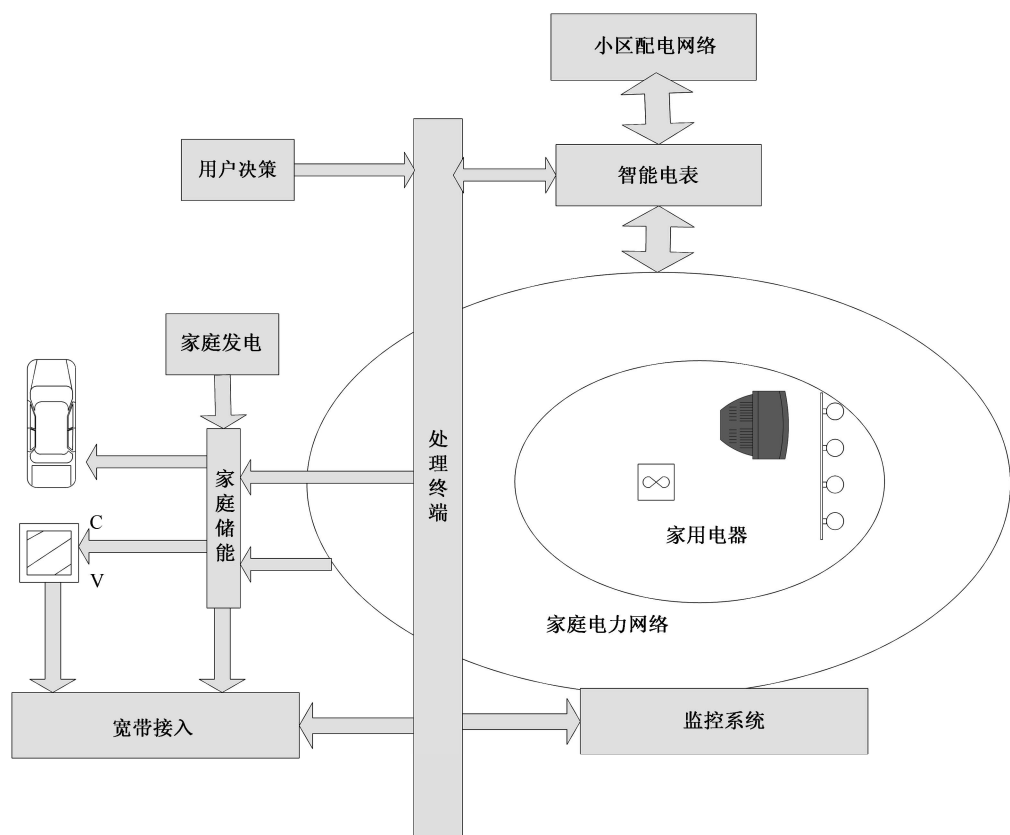 小区配电网络
用户决策
智能电表
家庭发电
处理终端
家庭储能
C
V
家用电器
家庭电力网络
宽带接入
监控系统